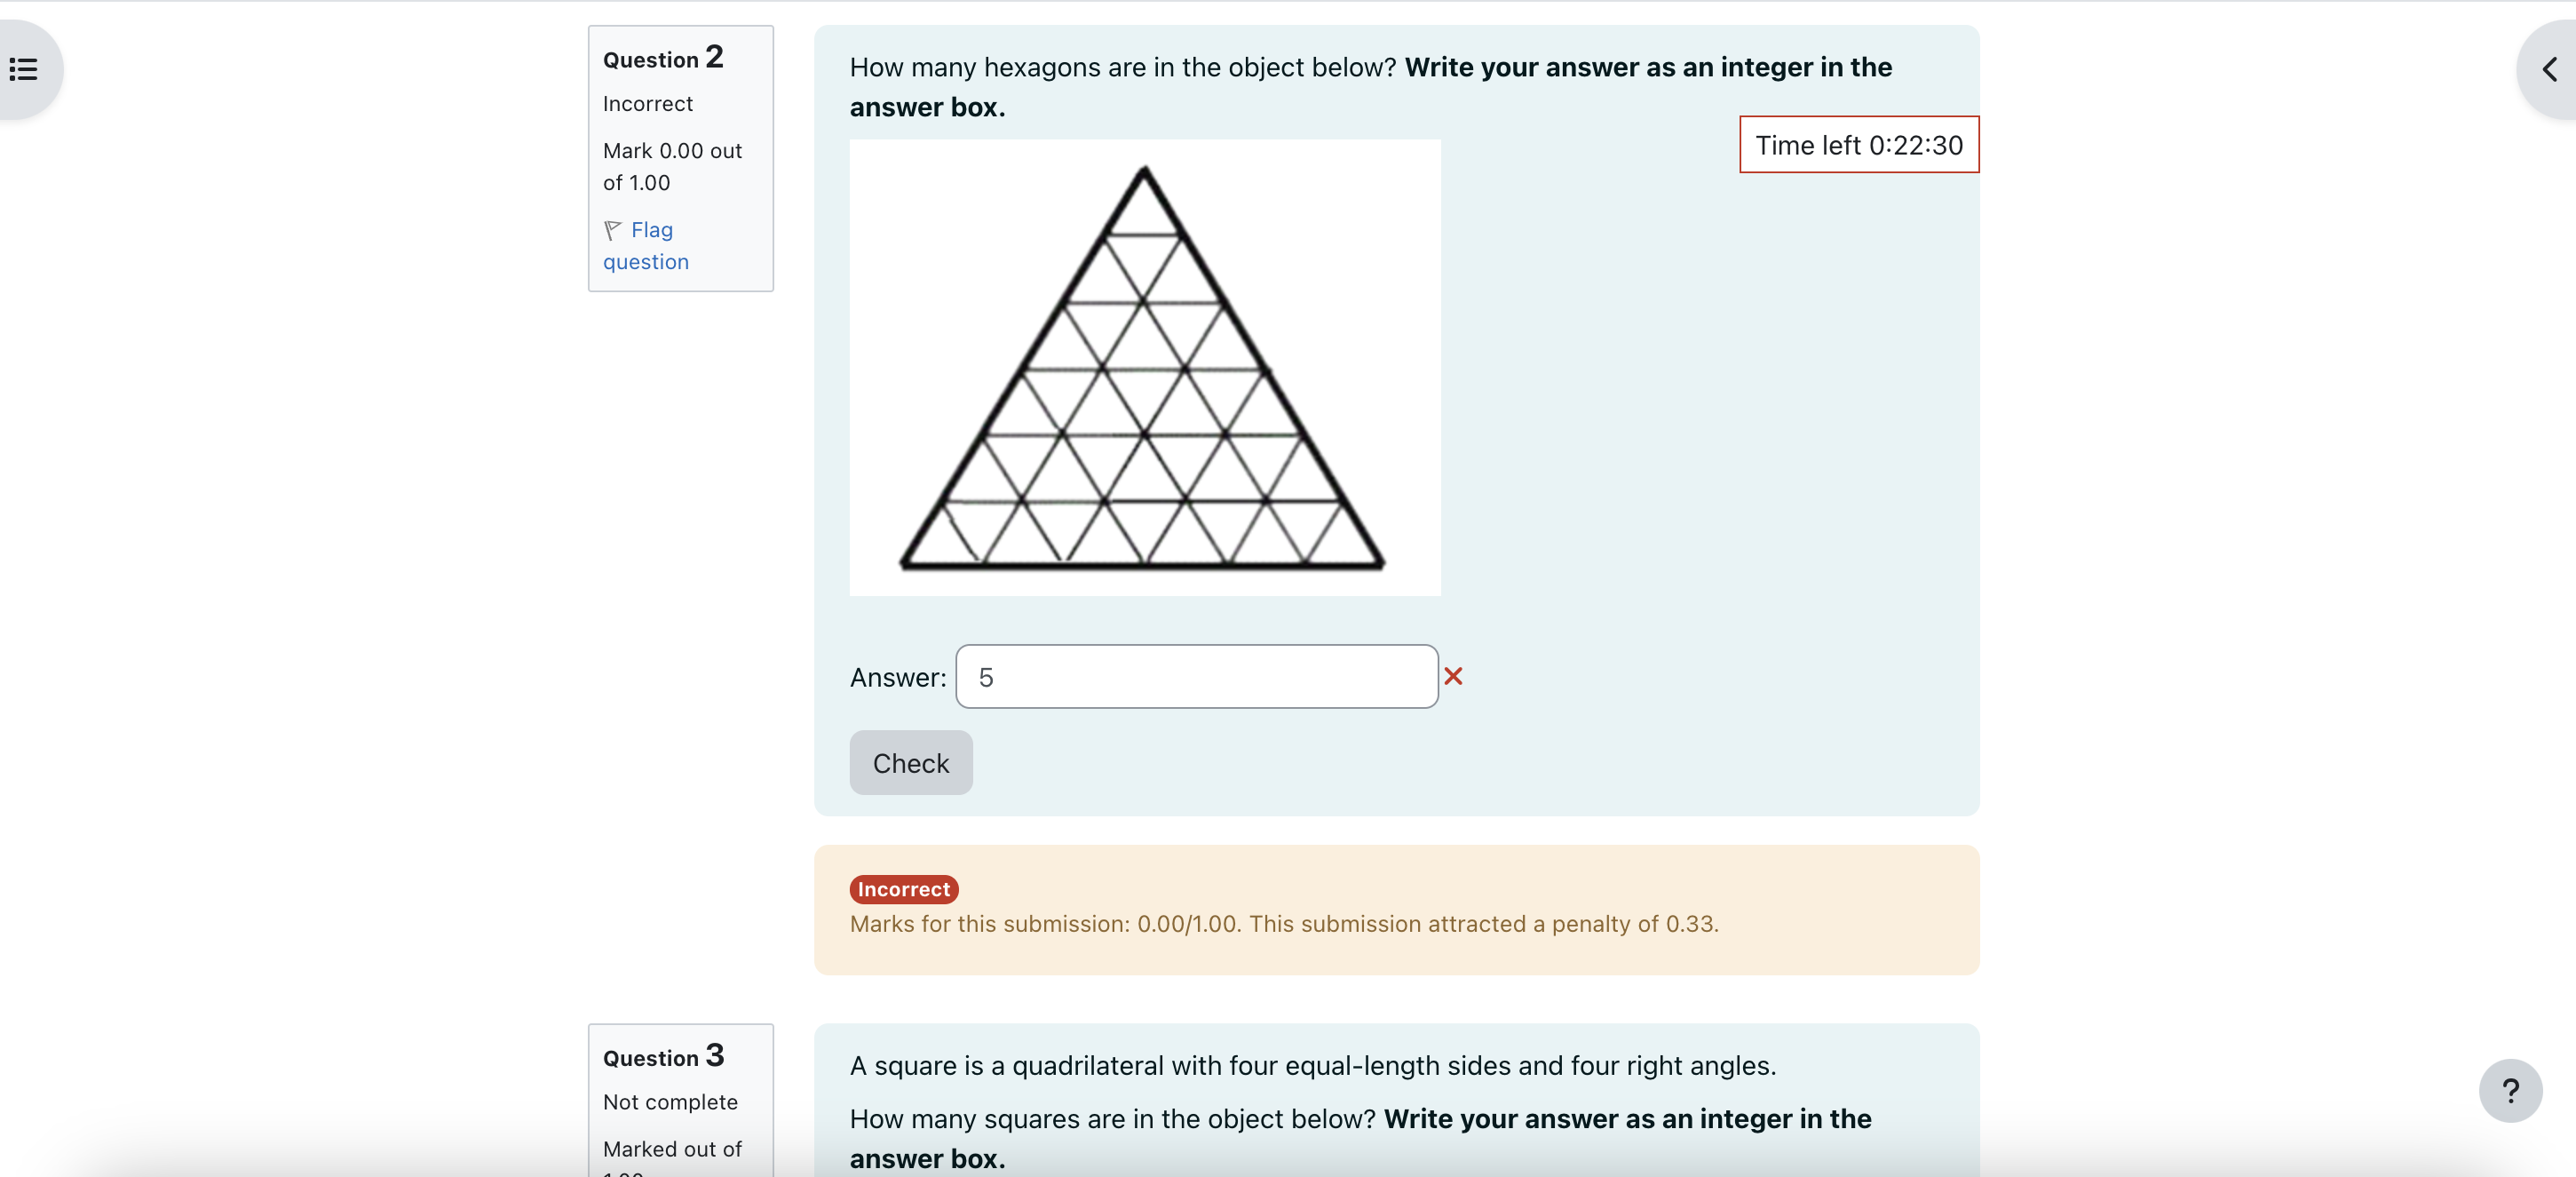 Question 2
Incorrect
Mark 0.00 out
of 1.00
Flag
question
How many hexagons are in the object below? Write your answer as an integer in the
answer box.
Time left 0:22:30
Answer: 5
Check
Incorrect
Marks for this submission: 0.00/1.00. This submission attracted a penalty of 0.33.
Question 3
Not complete
Marked out of
A square is a quadrilateral with four equal-length sides and four right angles.
How many squares are in the object below? Write your answer as an integer in the
answer box.
?